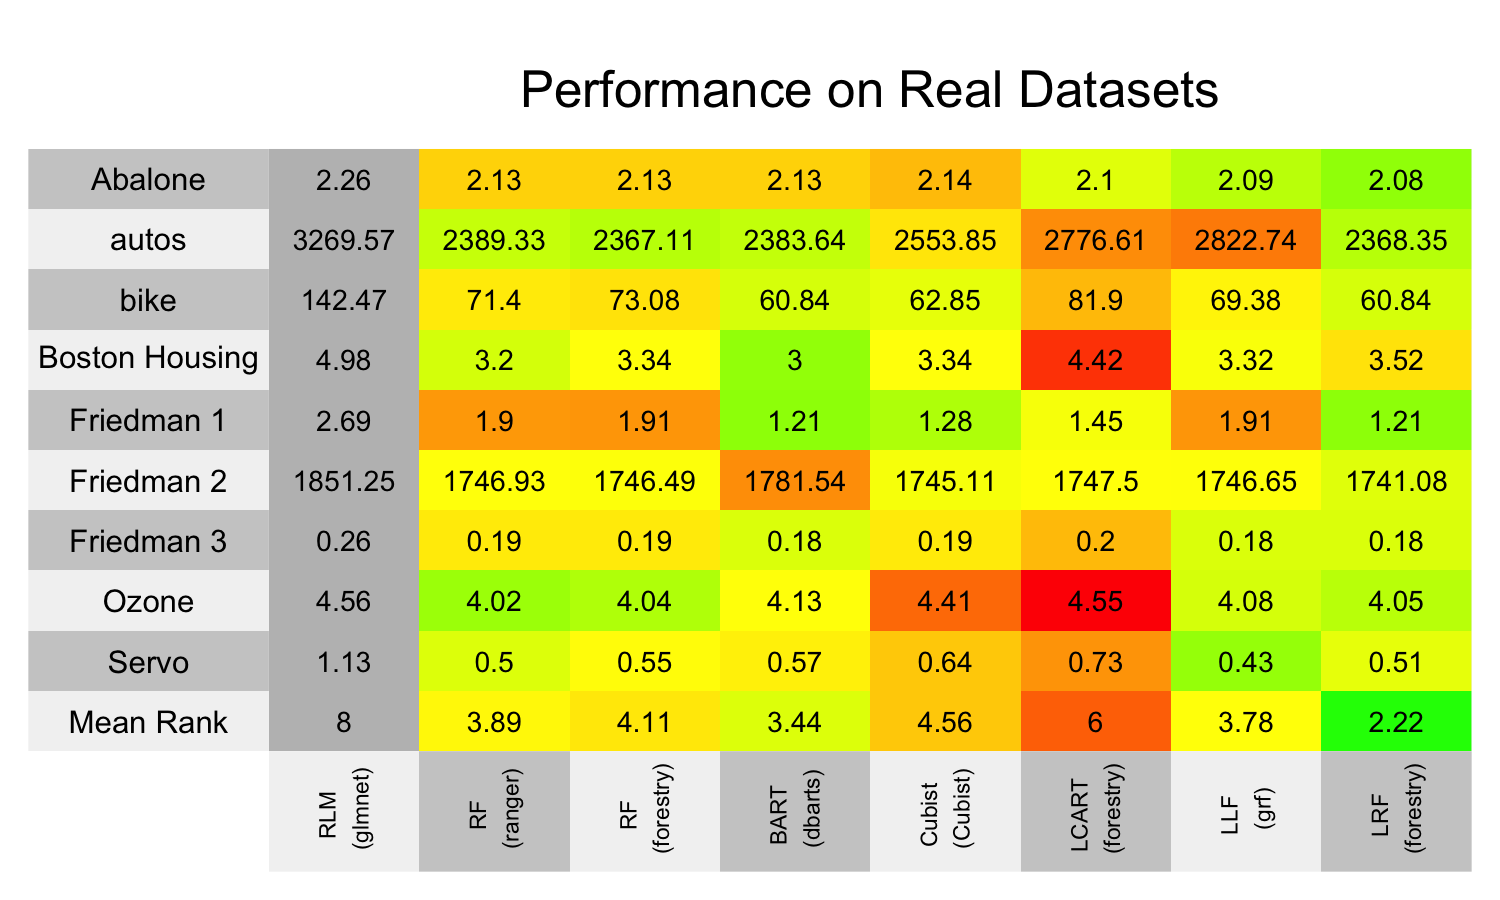 Performance on Real Datasets
Abalone 2.26 2.13 2.13 2.13 2.14 2.1 2.09 2.08
autos 3269.57 2389.33 2367.11 2383.64 2553.85 2776.61 2822.74 2368.35
bike 142.47 71.4 73.08 60.84 62.85 81.9 69.38 60.84
Boston Housing 4.98 3.2 3.34 3 3.34 4.42 3.32 3.52
Friedman 1 2.69 1.9 1.91 1.21 1.28 1.45 1.91 1.21
Friedman 2 1851.25 1746.93 1746.49 1781.54 1745.11 1747.5 1746.65 1741.08
Friedman 3 0.26 0.19 0.19 0.18 0.19 0.2 0.18 0.18
Ozone 4.56 4.02 4.04 4.13 4.41 4.55 4.08 4.05
Servo 1.13 0.5 0.55 0.57 0.64 0.73 0.43 0.51
Mean Rank 8 3.89 4.11 3.44 4.56 6 3.78 2.22
RLM
(glmnet)
RF
(ranger)
RF
(forestry)
BART
(dbarts)
Cubist
(Cubist)
LCART
(forestry)
LLF
(grf)
LRF
(forestry)